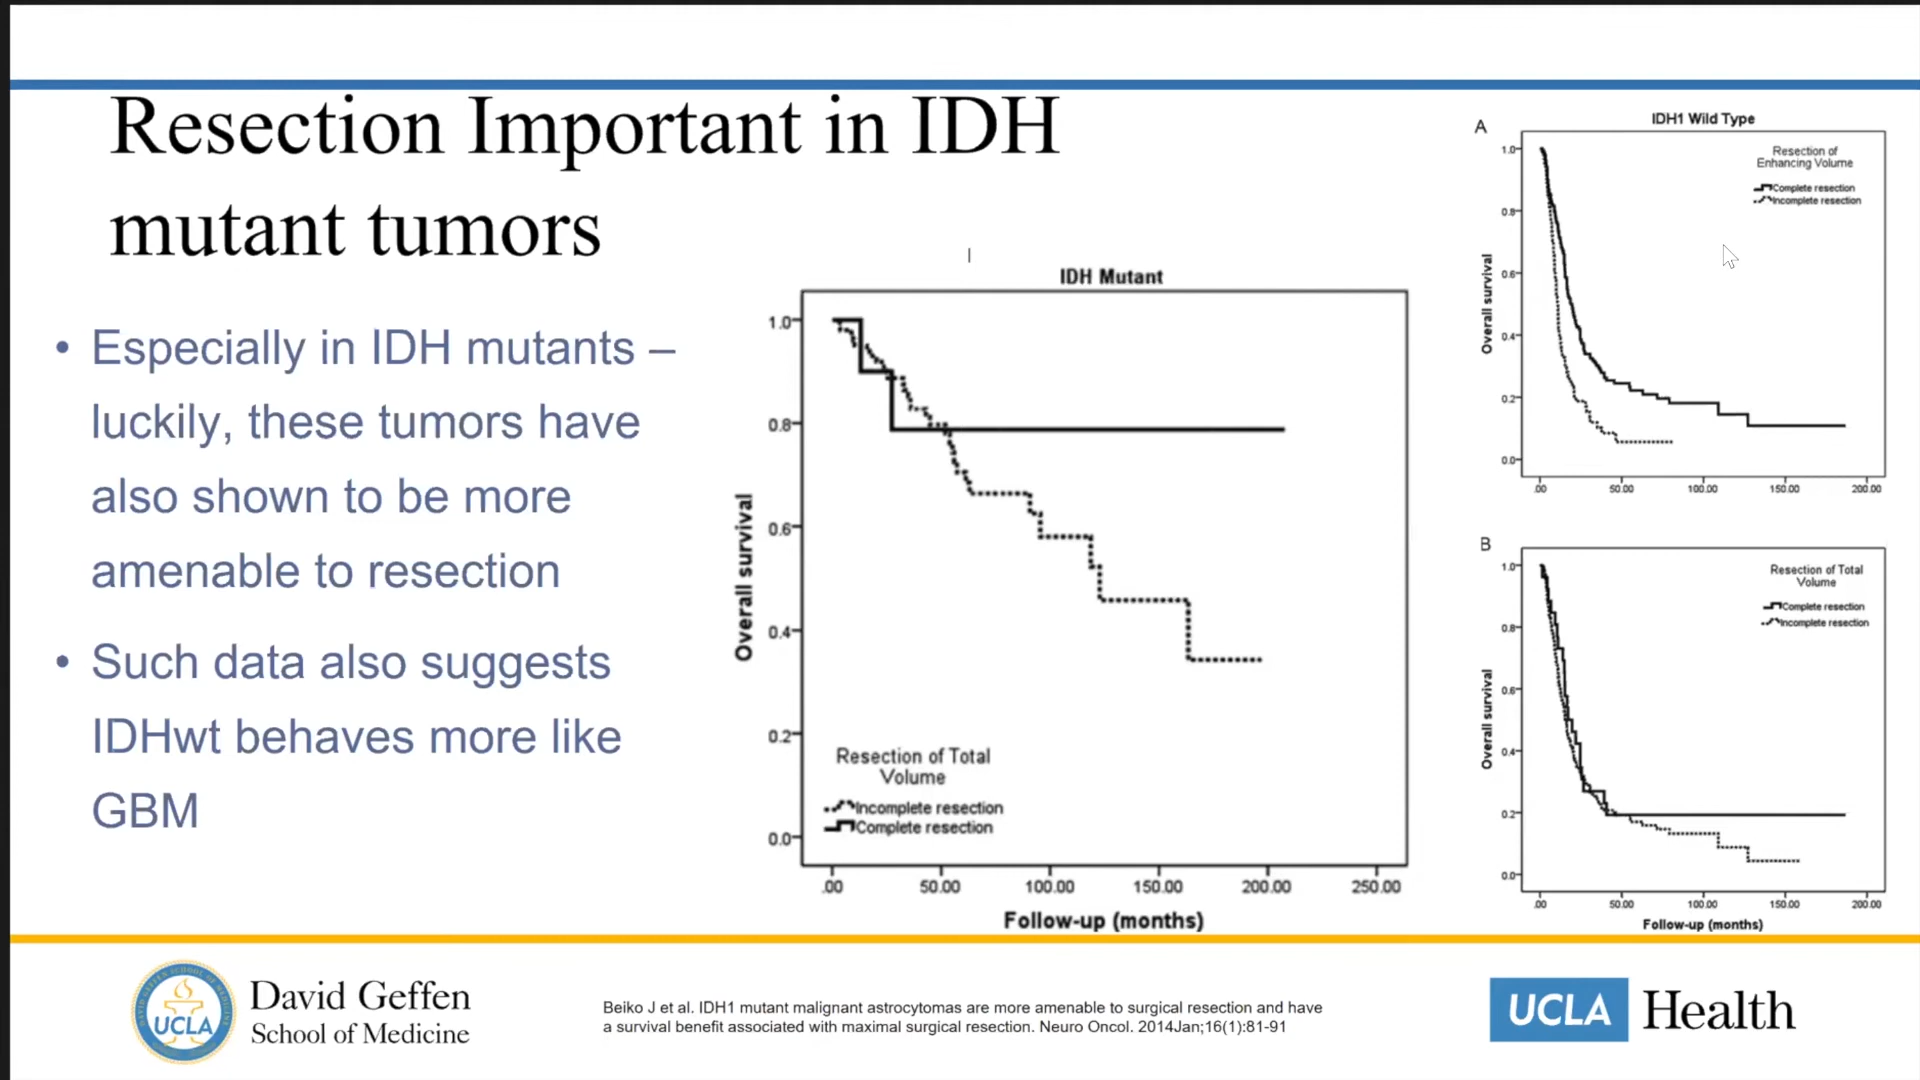 Resection Important in IDH
mutant tumors
• Especially in IDH mutants –
luckily, these tumors have
also shown to be more
amenable to resection
• Such data also suggests
IDHwt behaves more like
GBM
IDH Mutant
Overall survival
1.0
0.8
0.6
0.4
0.2
0.0
Resection of Total
Volume
Incomplete resection
Complete resection
.00 50.00 100.00 150.00 200.00 250.00
Follow-up (months)
A
IDH1 Wild Type
Resection of
Enhancing Volume
Complete resection
Incomplete resection
Overall survival
1.0
0.8
0.6
0.4
0.2
0.0
.00 50.00 100.00 150.00 200.00
B
Resection of Total
Volume
Complete resection
Incomplete resection
Overall survival
1.0
0.8
0.6
0.4
0.2
0.0
.00 50.00 100.00 150.00 200.00
Follow-up (months)
UCLA
David Geffen
School of Medicine
Beiko J et al. IDH1 mutant malignant astrocytomas are more amenable to surgical resection and have
a survival benefit associated with maximal surgical resection. Neuro Oncol. 2014Jan;16(1):81-91
UCLA Health